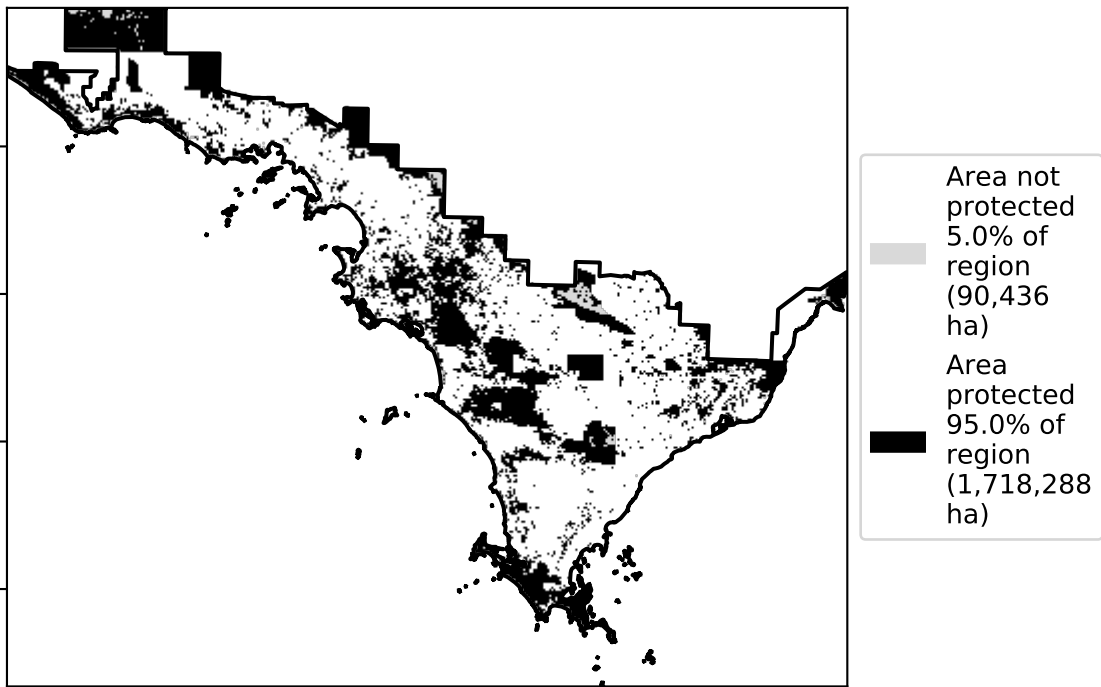 Area not
protected
5.0% of
region
(90,436
ha)
Area
protected
95.0% of
region
(1,718,288
ha)